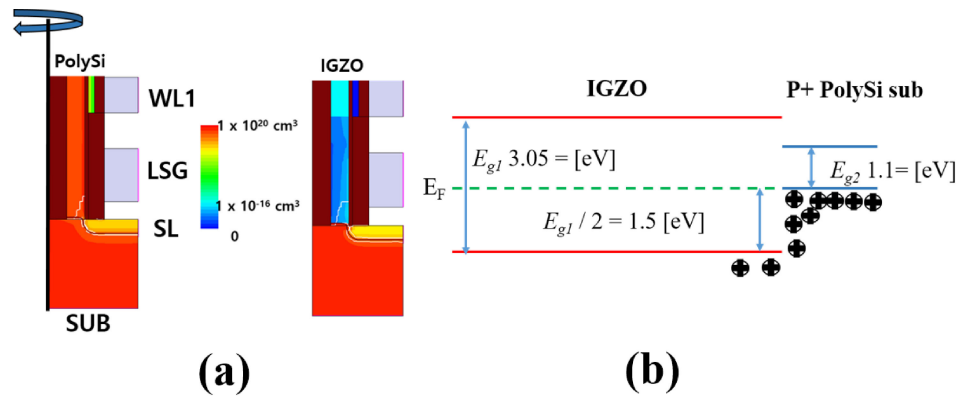 PolySi
IGZO
WL1
LSG
SL
SUB
1 x 10²⁰ cm³
1 x 10⁻¹⁶ cm³
0
(a)
IGZO
P+ PolySi sub
E_g1 3.05 = [eV]
E_g2 1.1= [eV]
E_F
E_g1 / 2 = 1.5 [eV]
(b)